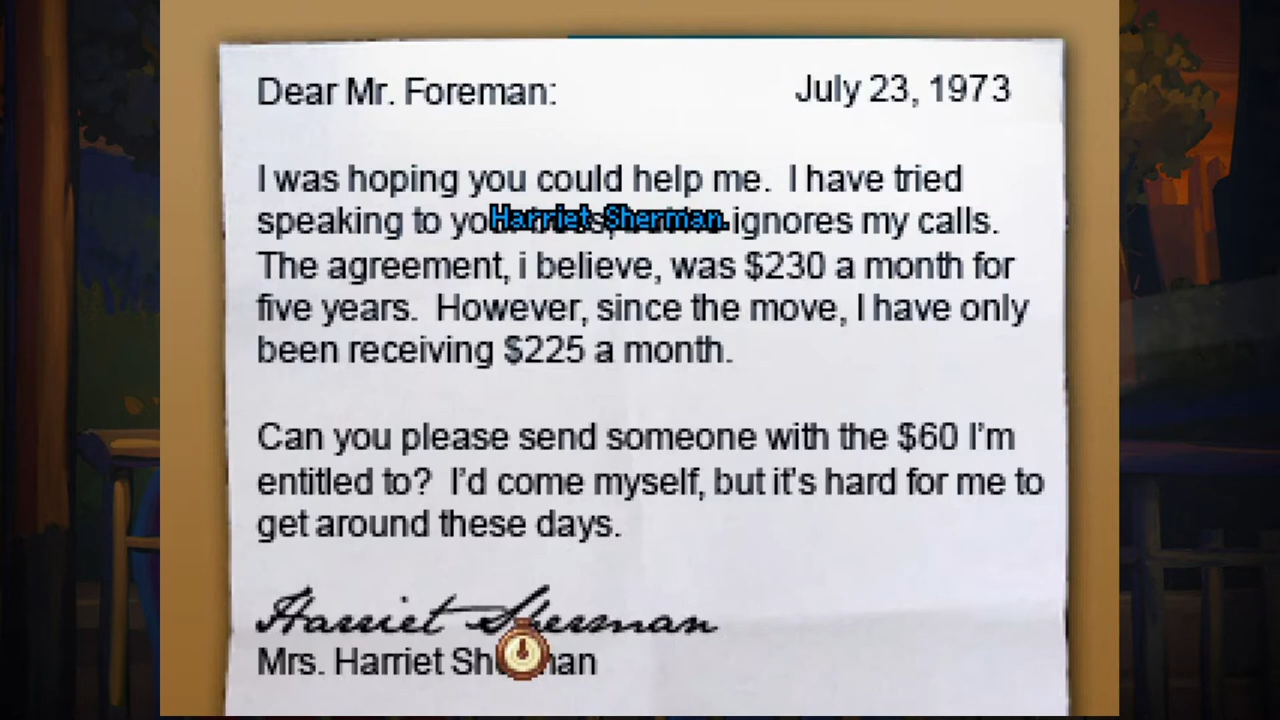 Dear Mr. Foreman: July 23, 1973
I was hoping you could help me. I have tried
speaking to ignores my calls.
Harriet Sherman.
The agreement, i believe, was $230 a month for
five years. However, since the move, I have only
been receiving $225 a month.
Can you please send someone with the $60 I'm
entitled to? I'd come myself, but it's hard for me to
get around these days.
Harriet Sherman
Mrs. Harriet